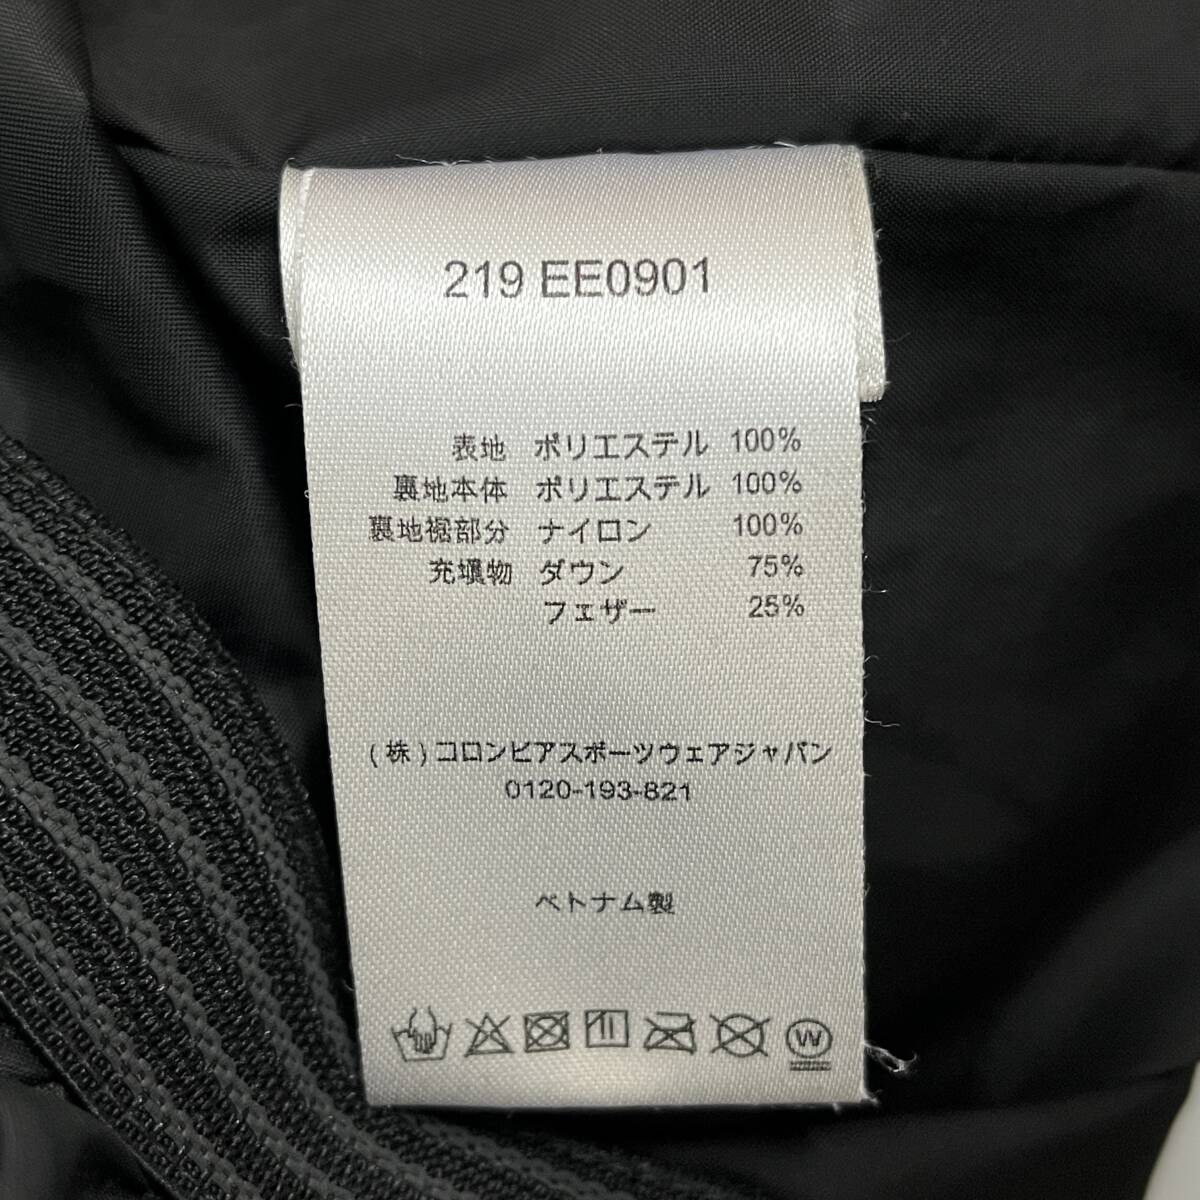 219 EE0901
表地 ポリエステル 100%
裏地本体 ポリエステル 100%
裏地裾部分 ナイロン 100%
充填物 ダウン 75%
フェザー 25%
(株)コロンビアスポーツウェアジャパン
0120-193-821
ベトナム製
W